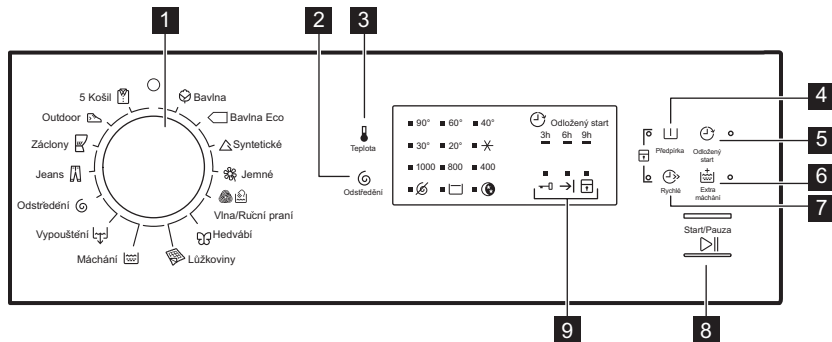 1
2
3
4
5
6
7
8
9
5 Košil
Outdoor
Záclony
Jeans
Odstředění
Vypouštění
Máchání
Bavlna
Bavlna Eco
Syntetické
Jemné
Vlna/Ruční praní
Hedvábí
Lůžkoviny
Teplota
Odstředění
90° 60° 40°
30° 20°
1000 800 400
Odložený start
3h 6h 9h
Předpírka
Odložený
start
Rychlé
Extra
máchání
Start/Pauza